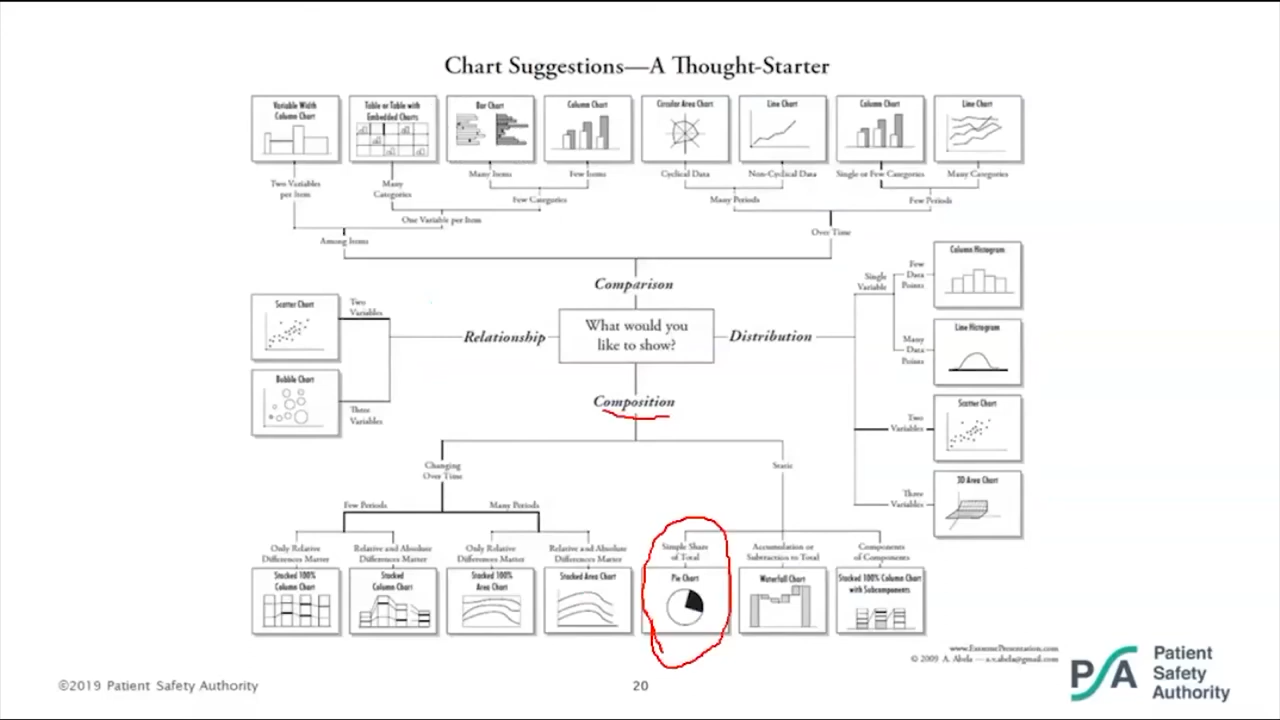 Chart Suggestions—A Thought-Starter
Variable Width
Column Chart
Table or Table with
Embedded Charts
Bar Chart
Column Chart
Circular Area Chart
Line Chart
Column Chart
Line Chart
Two Variables
per Item
Many
Categories
Many Items
Few Items
Cyclical Data
Non-Cyclical Data
Single or Few Categories
Many Categories
Few Categories
Many Periods
Few Periods
One Variable per Item
Among Items
Over Time
Comparison
What would you
like to show?
Relationship
Scatter Chart
Two
Variables
Bubble Chart
Three
Variables
Distribution
Single
Variable
Few
Data
Points
Column Histogram
Many
Data
Points
Line Histogram
Two
Variables
Scatter Chart
Three
Variables
3D Area Chart
Composition
Changing
Over Time
Static
Few Periods
Many Periods
Only Relative
Differences Matter
Relative and Absolute
Differences Matter
Only Relative
Differences Matter
Relative and Absolute
Differences Matter
Simple Share
of Total
Accumulation or
Subtraction to Total
Components
of Components
Stacked 100%
Column Chart
Stacked
Column Chart
Stacked 100%
Area Chart
Stacked Area Chart
Pie Chart
Waterfall Chart
Stacked 100% Column Chart
with Subcomponents
www.ExtremePresentation.com
© 2009 A. Abela — a.v.abela@gmail.com
©2019 Patient Safety Authority
20
PSA
Patient
Safety
Authority